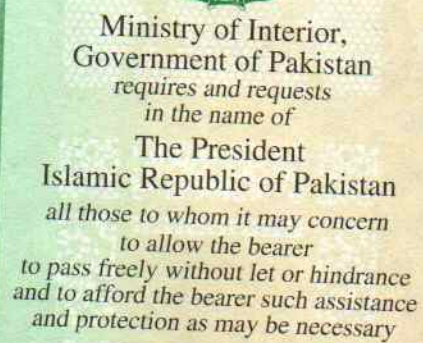 Ministry of Interior,
Government of Pakistan
requires and requests
in the name of
The President
Islamic Republic of Pakistan
all those to whom it may concern
to allow the bearer
to pass freely without let or hindrance
and to afford the bearer such assistance
and protection as may be necessary